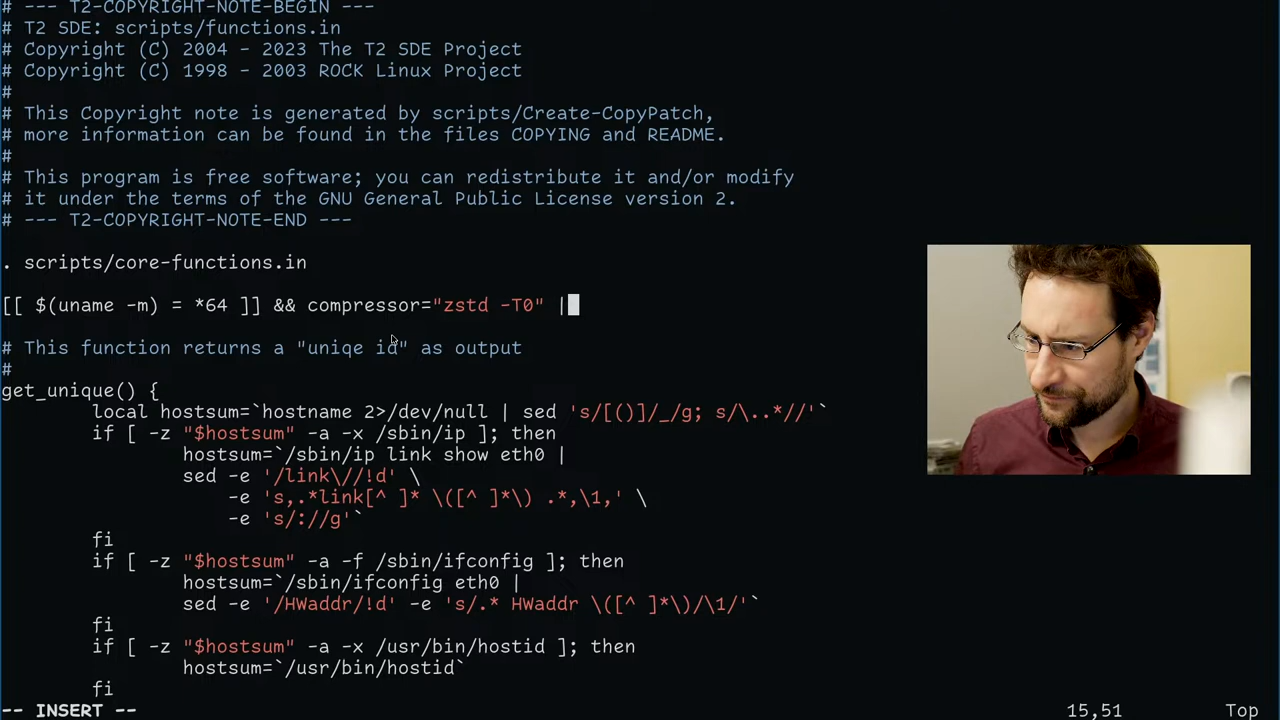 # --- T2-COPYRIGHT-NOTE-BEGIN ---
# T2 SDE: scripts/functions.in
# Copyright (C) 2004 - 2023 The T2 SDE Project
# Copyright (C) 1998 - 2003 ROCK Linux Project
#
# This Copyright note is generated by scripts/Create-CopyPatch,
# more information can be found in the files COPYING and README.
#
# This program is free software; you can redistribute it and/or modify
# it under the terms of the GNU General Public License version 2.
# --- T2-COPYRIGHT-NOTE-END ---
. scripts/core-functions.in
[[ $(uname -m) = *64 ]] && compressor="zstd -T0" |
# This function returns a "uniqe id" as output
#
get_unique() {
local hostsum=`hostname 2>/dev/null | sed 's/[()]/_/g; s/\..*//'`
if [ -z "$hostsum" -a -x /sbin/ip ]; then
hostsum=`/sbin/ip link show eth0 |
sed -e '/link\//!d' \
-e 's,.*link[^ ]* \([^ ]*\) .*,\1,' \
-e 's/://g'`
fi
if [ -z "$hostsum" -a -f /sbin/ifconfig ]; then
hostsum=`/sbin/ifconfig eth0 |
sed -e '/HWaddr/!d' -e 's/.* HWaddr \([^ ]*\)/\1/'`
fi
if [ -z "$hostsum" -a -x /usr/bin/hostid ]; then
hostsum=`/usr/bin/hostid`
fi
-- INSERT -- 15,51 Top